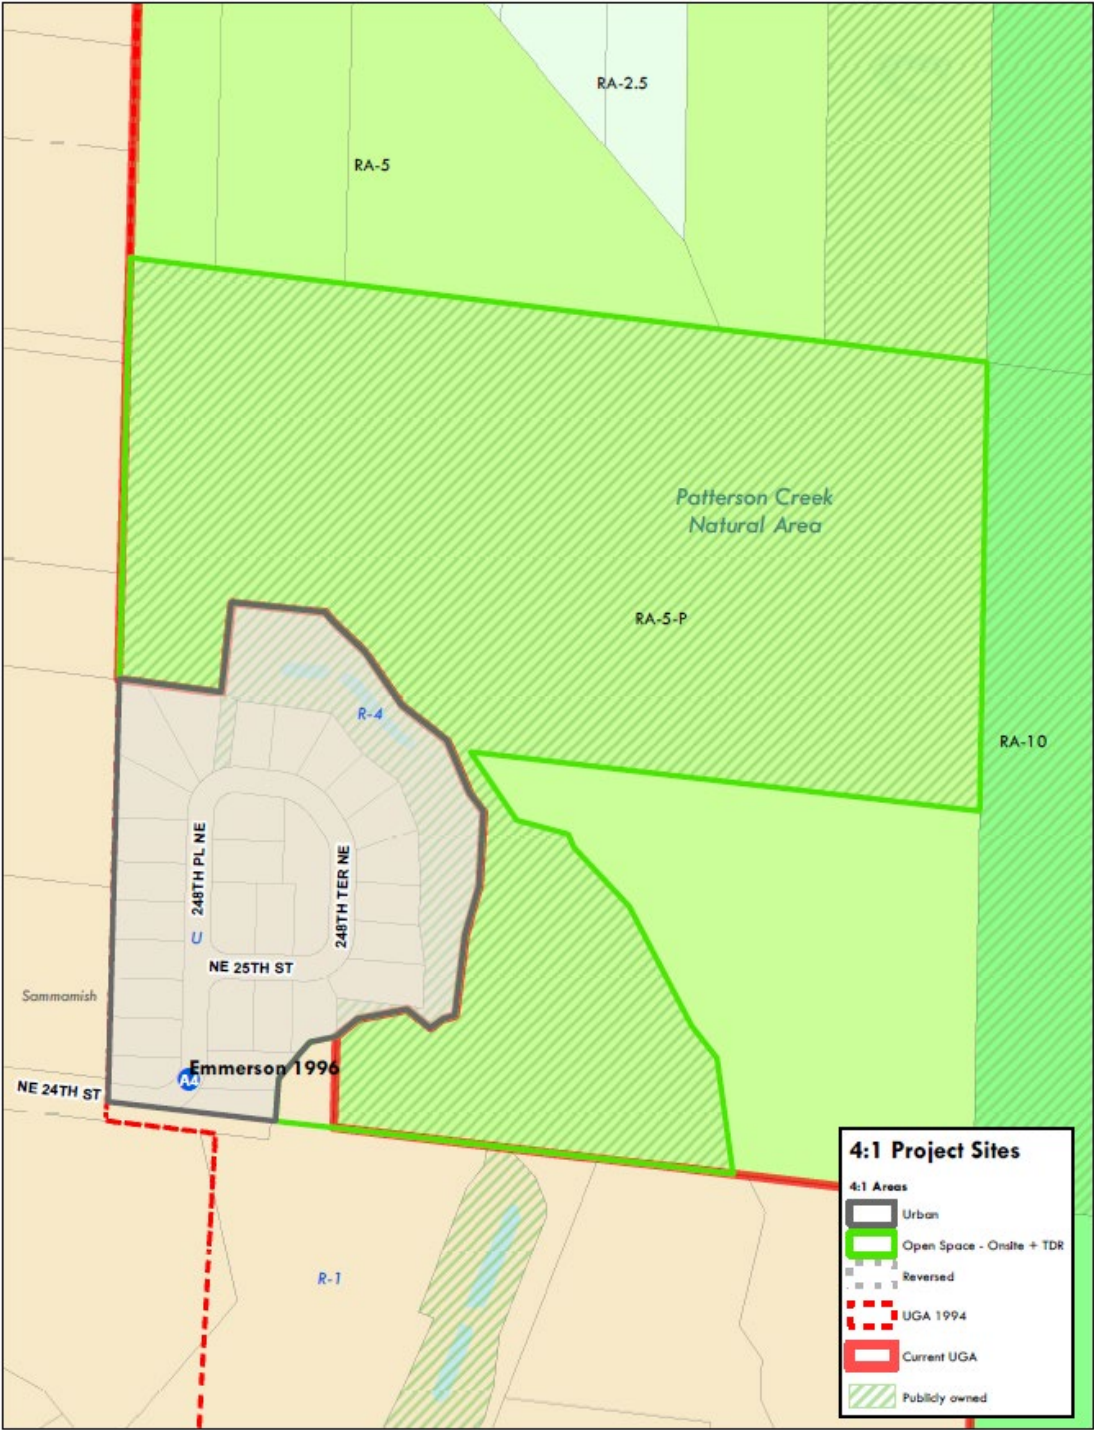 RA-2.5
RA-5
Patterson Creek
Natural Area
RA-5-P
R-4
RA-10
248TH PL NE
248TH TER NE
U
NE 25TH ST
Sammamish
Emmerson 1996
A4
NE 24TH ST
R-1
4:1 Project Sites
4:1 Areas
Urban
Open Space - Onsite + TDR
Reversed
UGA 1994
Current UGA
Publicly owned